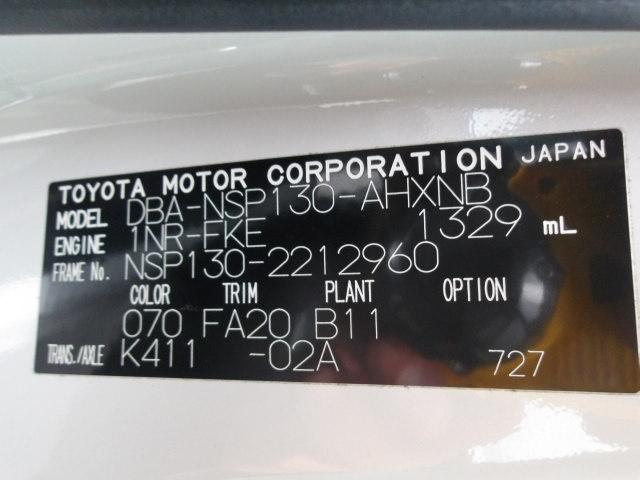 TOYOTA MOTOR CORPORATION JAPAN
MODEL DBA-NSP130-AHXNB
ENGINE 1NR-FKE 1329 mL
FRAME No. NSP130-2212960
COLOR TRIM PLANT OPTION
070 FA20 B11
TRANS./AXLE K411 -02A 727